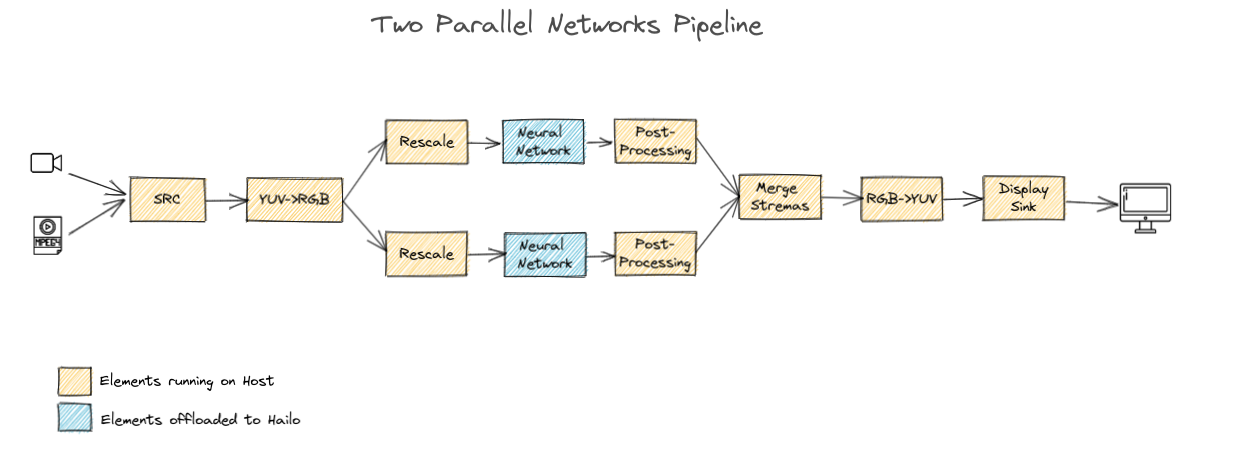 Two Parallel Networks Pipeline
Rescale
Neural
Network
Post-
Processing
MPEG4
SRC
YUV->RGB
Merge
Stremas
RGB->YUV
Display
Sink
Rescale
Neural
Network
Post-
Processing
Elements running on Host
Elements offloaded to Hailo